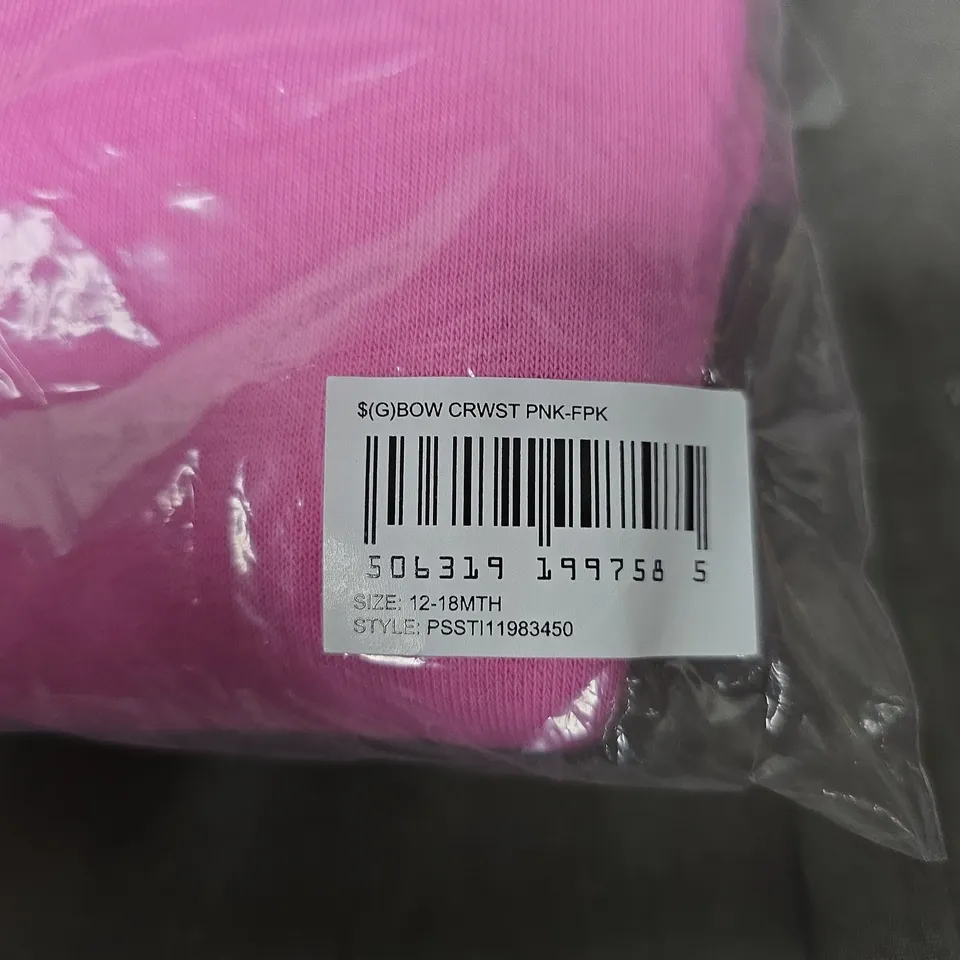 $(G)BOW CRWST PNK-FPK
506319 199758 5
SIZE: 12-18MTH
STYLE: PSSTI11983450